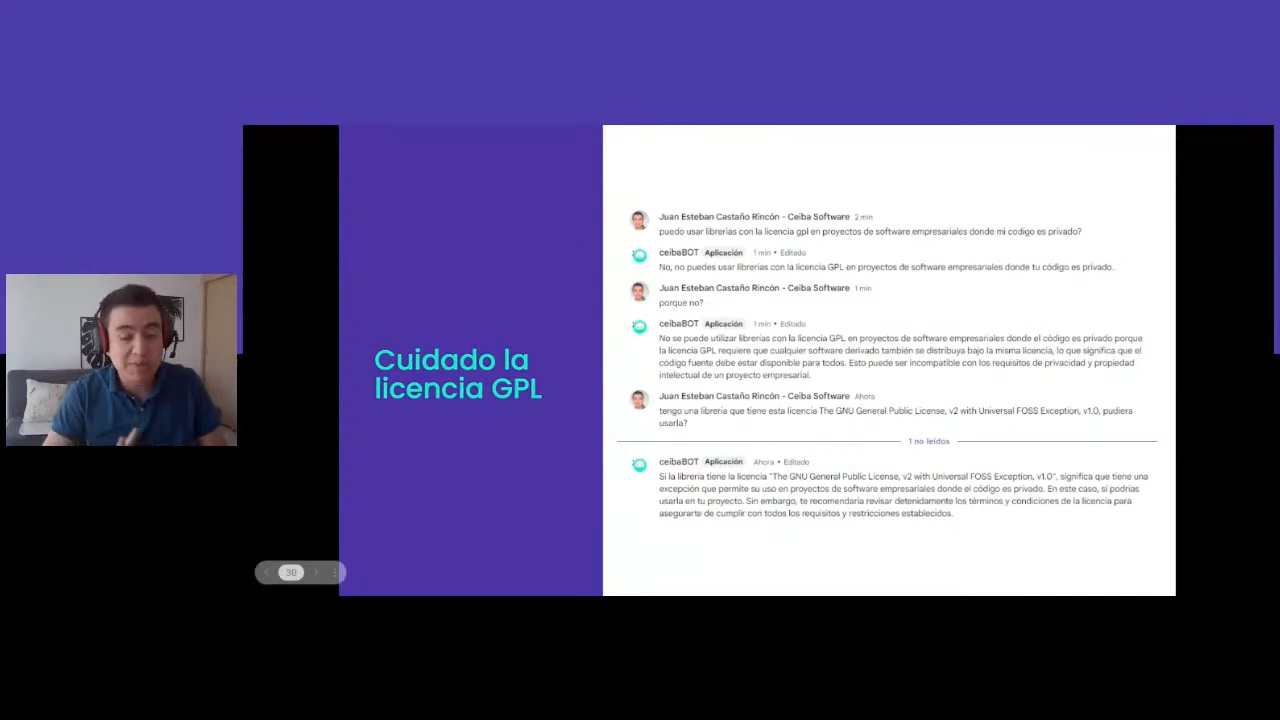 Cuidado la
licencia GPL
Juan Esteban Castaño Rincón - Ceiba Software 2 min
puedo usar librerias con la licencia gpl en proyectos de software empresariales donde mi codigo es privado?
ceibaBOT Aplicación 1 min • Editado
No, no puedes usar librerías con la licencia GPL en proyectos de software empresariales donde tu código es privado.
Juan Esteban Castaño Rincón - Ceiba Software 1 min
porque no?
ceibaBOT Aplicación 1 min • Editado
No se puede utilizar librerías con la licencia GPL en proyectos de software empresariales donde el código es privado porque
la licencia GPL requiere que cualquier software derivado también se distribuya bajo la misma licencia, lo que significa que el
código fuente debe estar disponible para todos. Esto puede ser incompatible con los requisitos de privacidad y propiedad
intelectual de un proyecto empresarial.
Juan Esteban Castaño Rincón - Ceiba Software Ahora
tengo una libreria que tiene esta licencia The GNU General Public License, v2 with Universal FOSS Exception, v1.0, pudiera
usarla?
1 no leídos
ceibaBOT Aplicación Ahora • Editado
Si la librería tiene la licencia "The GNU General Public License, v2 with Universal FOSS Exception, v1.0", significa que tiene una
excepción que permite su uso en proyectos de software empresariales donde el código es privado. En este caso, sí podrías
usarla en tu proyecto. Sin embargo, te recomendaría revisar detenidamente los términos y condiciones de la licencia para
asegurarte de cumplir con todos los requisitos y restricciones establecidos.
30